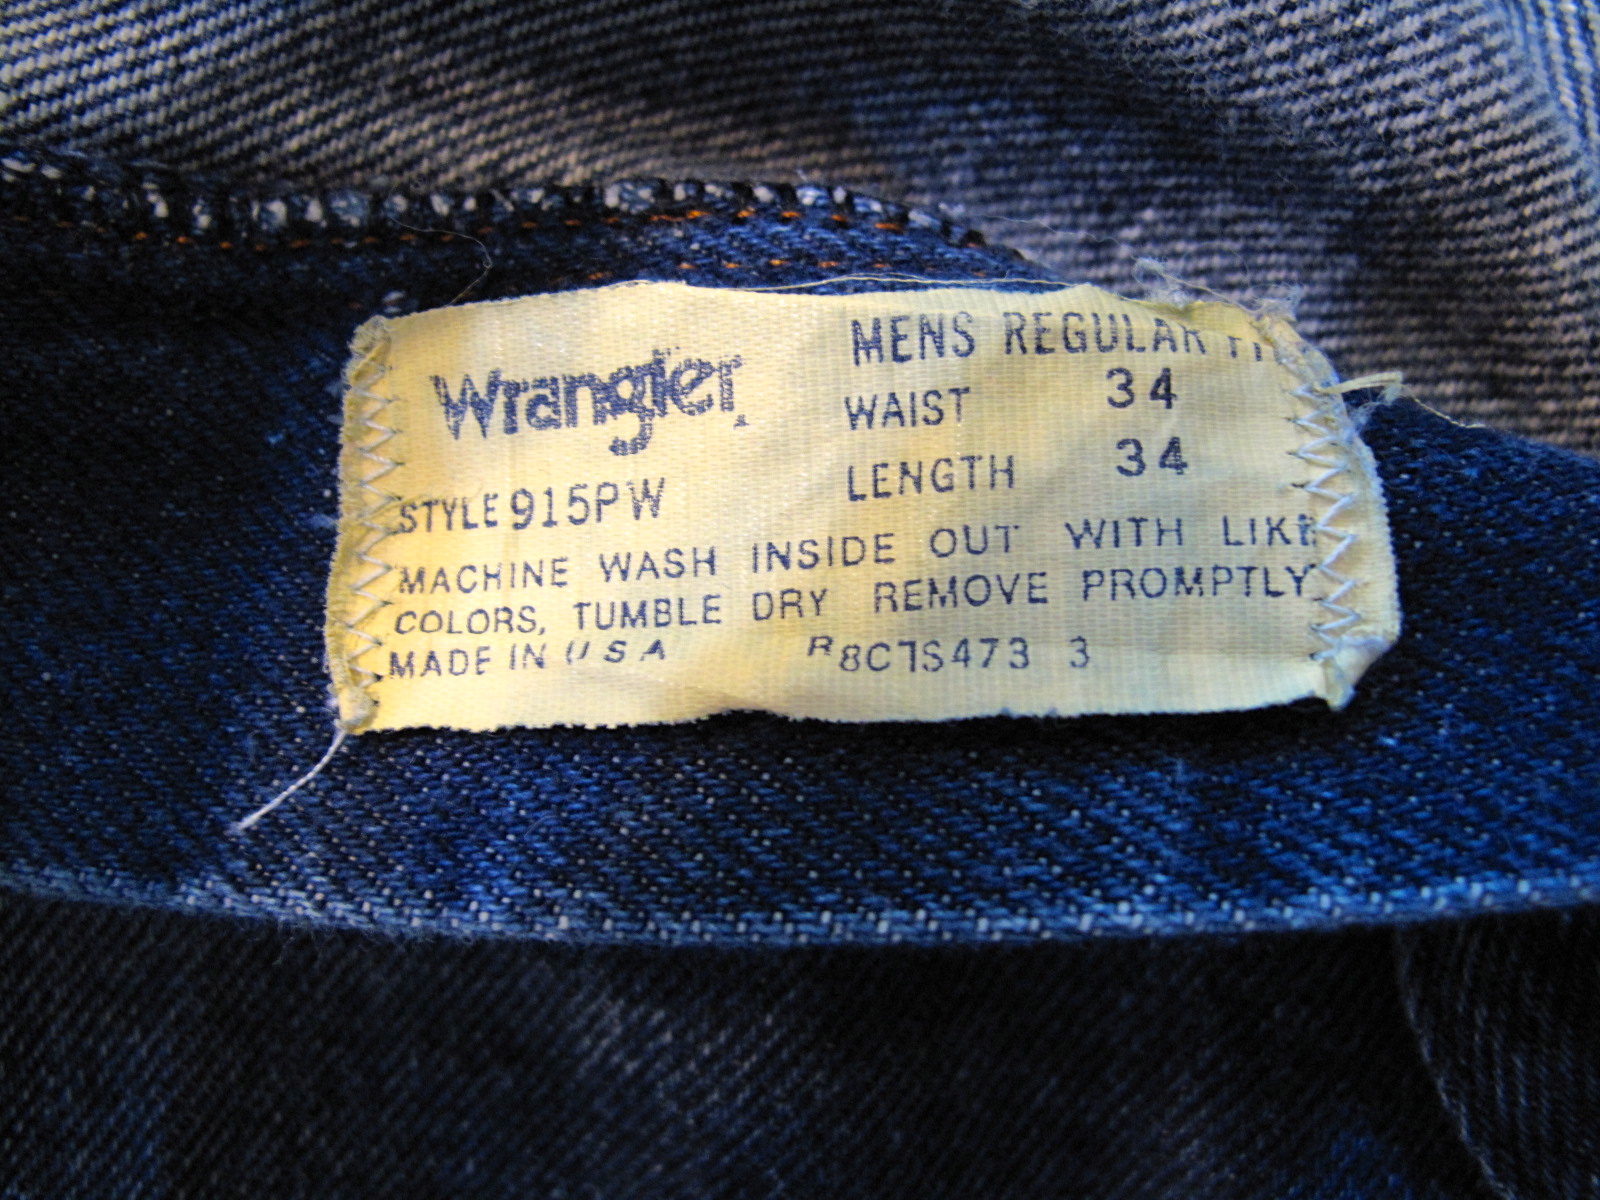 Wrangler
MENS REGULAR
WAIST 34
LENGTH 34
STYLE 915PW
MACHINE WASH INSIDE OUT WITH LIKE
COLORS, TUMBLE DRY REMOVE PROMPTLY
MADE IN USA R8C7S473 3